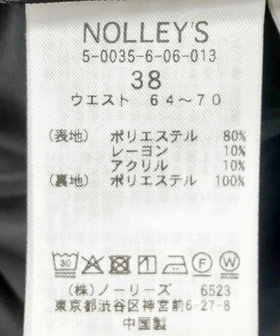 NOLLEY'S
5-0035-6-06-013
38
ウエスト 64～70
(表地) ポリエステル 80%
レーヨン 10%
アクリル 10%
(裏地) ポリエステル 100%
30 F W
(株) ノーリーズ 6523
東京都渋谷区神宮前6-27-8
中国製